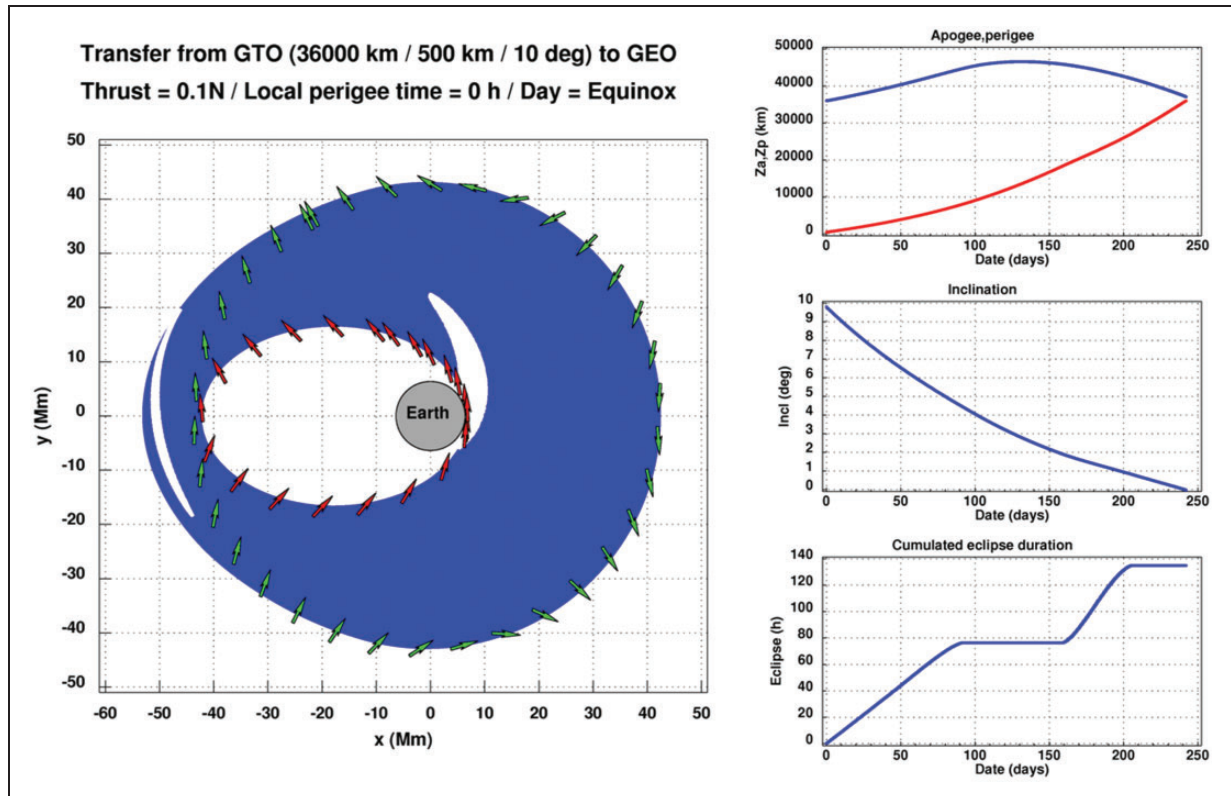 Transfer from GTO (36000 km / 500 km / 10 deg) to GEO
Thrust = 0.1N / Local perigee time = 0 h / Day = Equinox
50
40
30
20
10
0
-10
-20
-30
-40
-50
y (Mm)
Earth
-60 -50 -40 -30 -20 -10 0 10 20 30 40 50
x (Mm)
Apogee,perigee
50000
40000
30000
20000
10000
0
Za,Zp (km)
0 50 100 150 200 250
Date (days)
Inclination
10
9
8
7
6
5
4
3
2
1
0
Incl (deg)
0 50 100 150 200 250
Date (days)
Cumulated eclipse duration
140
120
100
80
60
40
20
0
Eclipse (h)
0 50 100 150 200 250
Date (days)